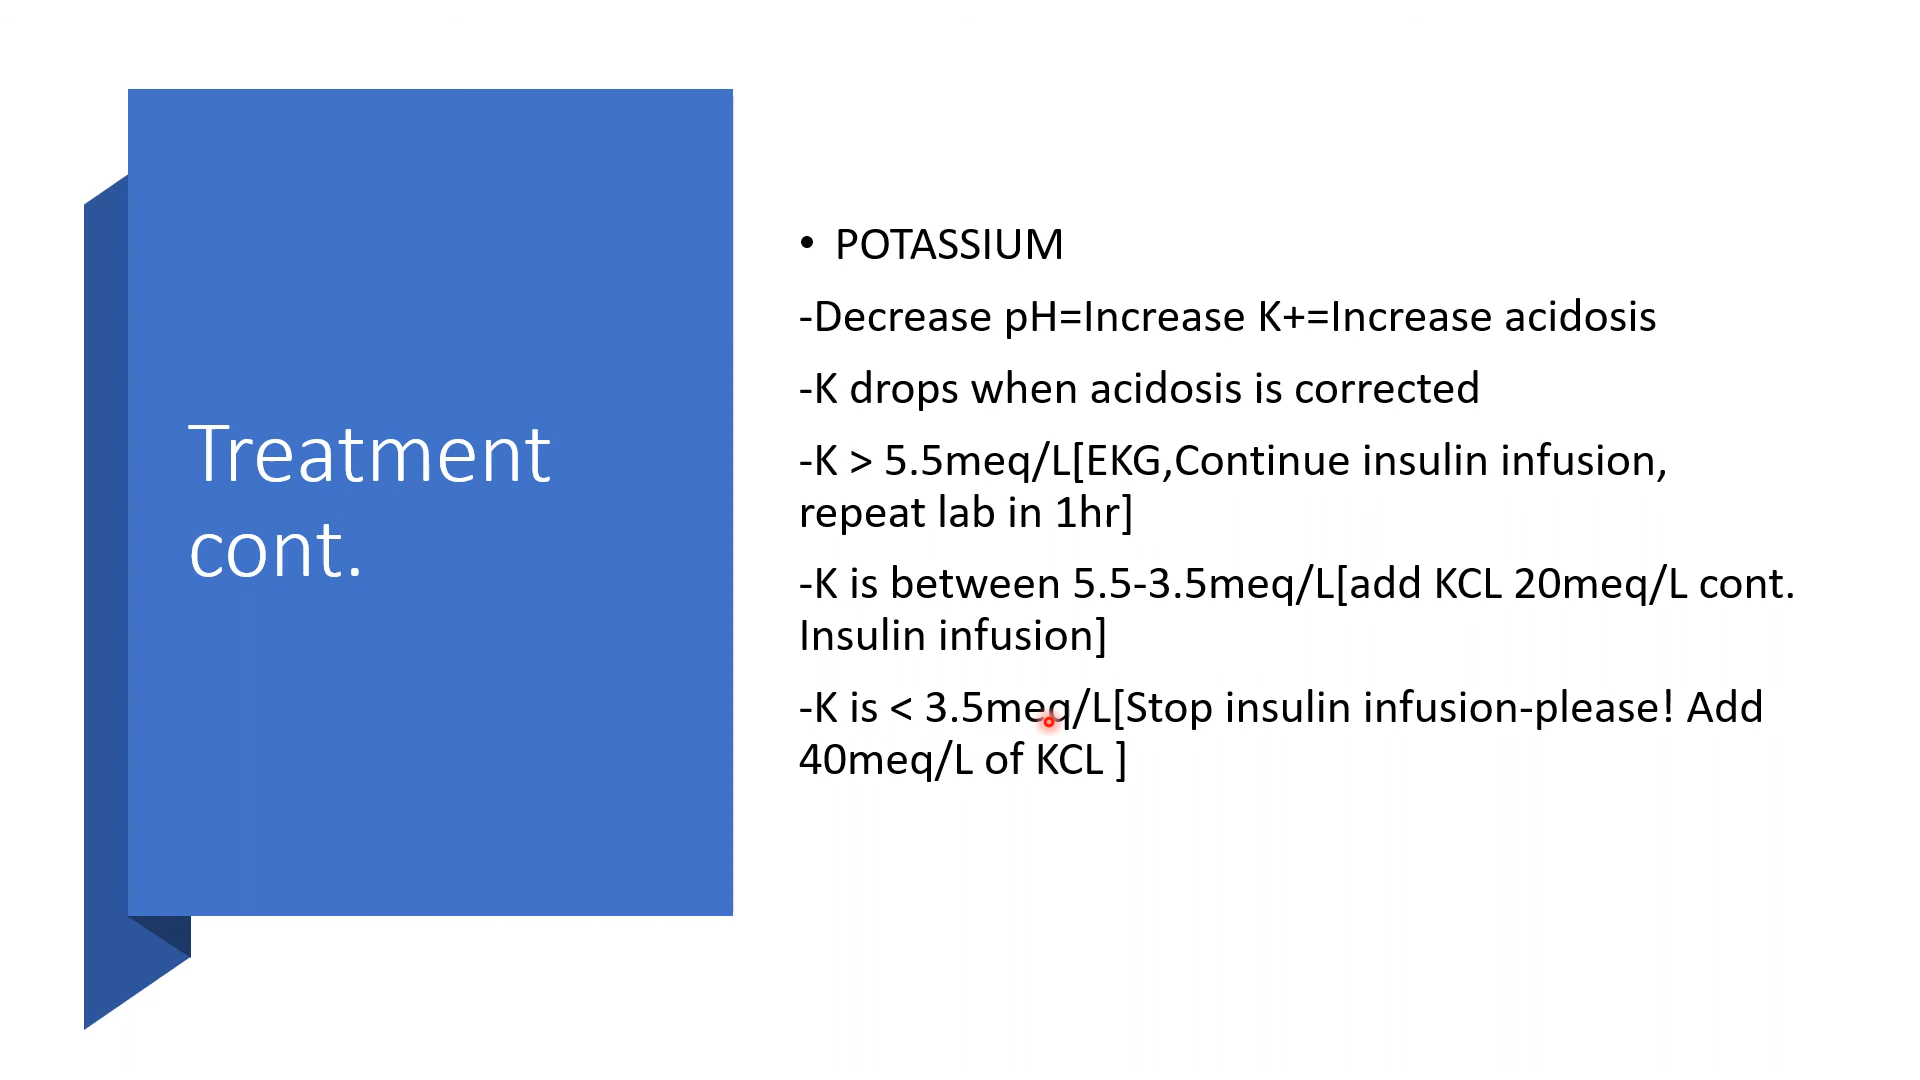 Treatment
cont.
• POTASSIUM
-Decrease pH=Increase K+=Increase acidosis
-K drops when acidosis is corrected
-K > 5.5meq/L[EKG,Continue insulin infusion,
repeat lab in 1hr]
-K is between 5.5-3.5meq/L[add KCL 20meq/L cont.
Insulin infusion]
-K is < 3.5meq/L[Stop insulin infusion-please! Add
40meq/L of KCL ]